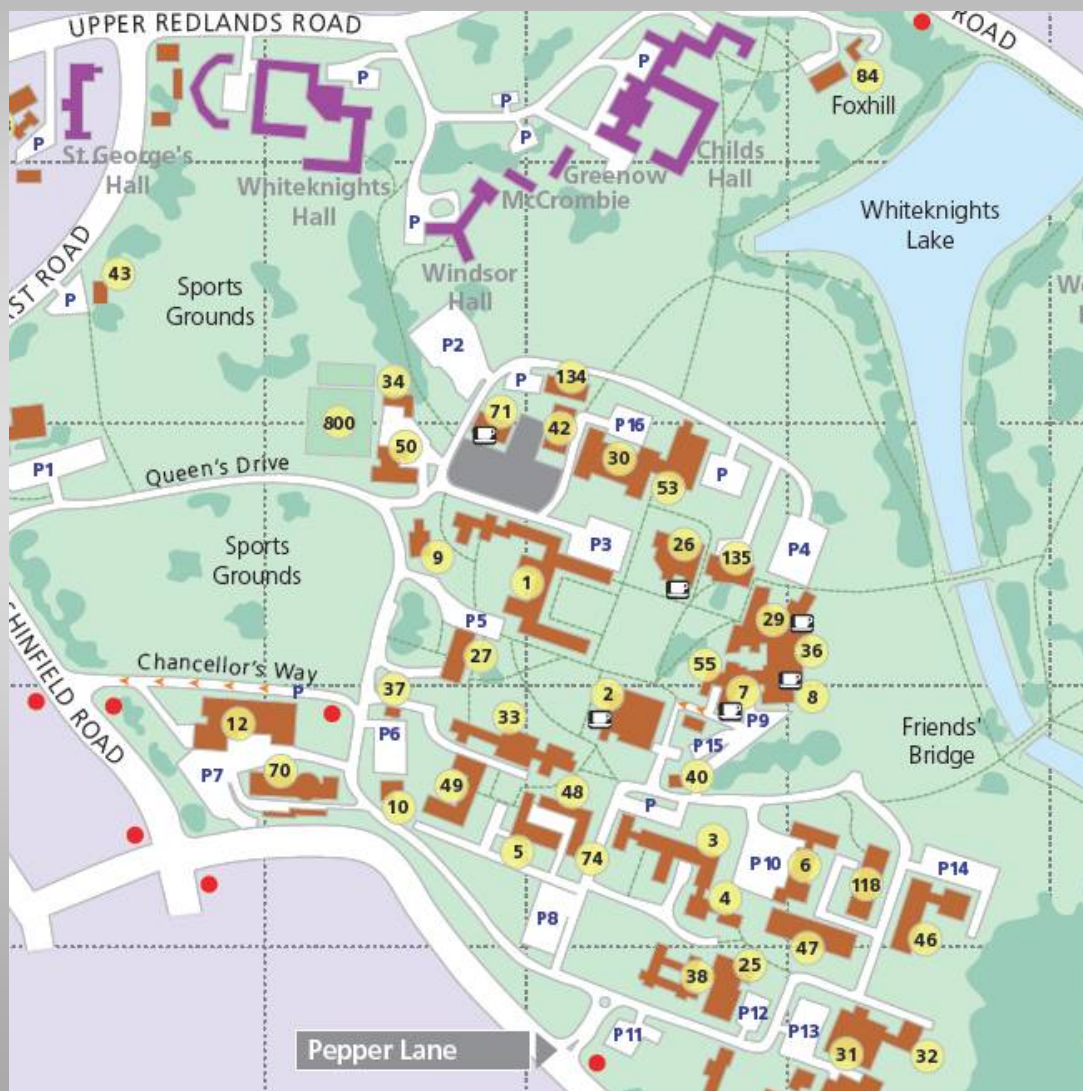 UPPER REDLANDS ROAD
ROAD
P
P
84
Foxhill
P
P
P
St George's
Hall
Whiteknights
Hall
Childs
Hall
Greenow
McCrombie
P
Windsor
Hall
Whiteknights
Lake
43
P
Sports
Grounds
P2
34
P
134
800
71
42
P16
50
30
P1
Queen's Drive
53
P
9
P3
26
135
P4
Sports
Grounds
1
P5
29
27
36
55
Chancellor's Way
P
37
2
7
8
12
33
P9
P6
P15
Friends'
Bridge
P7
70
40
49
48
10
P
5
74
3
P10
6
118
P14
4
P8
47
46
38
25
P12
P11
P13
31
32
Pepper Lane